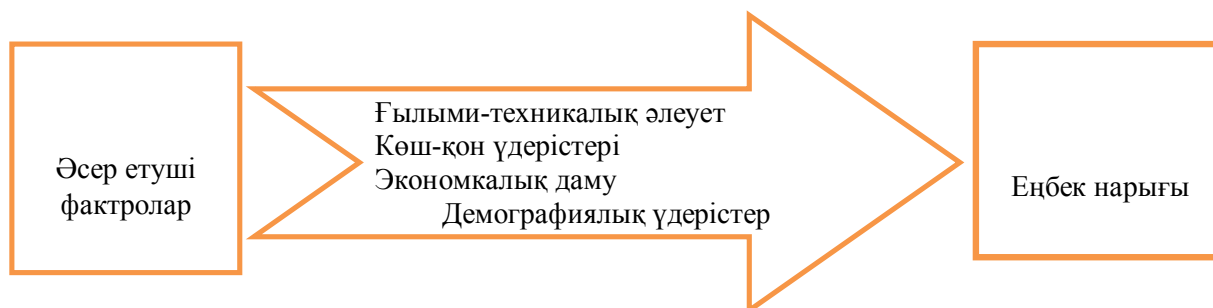 Әсер етуші
фактролар
Ғылыми-техникалық әлеует
Көш-қон үдерістері
Экономкалық даму
Демографиялық үдерістер
Еңбек нарығы